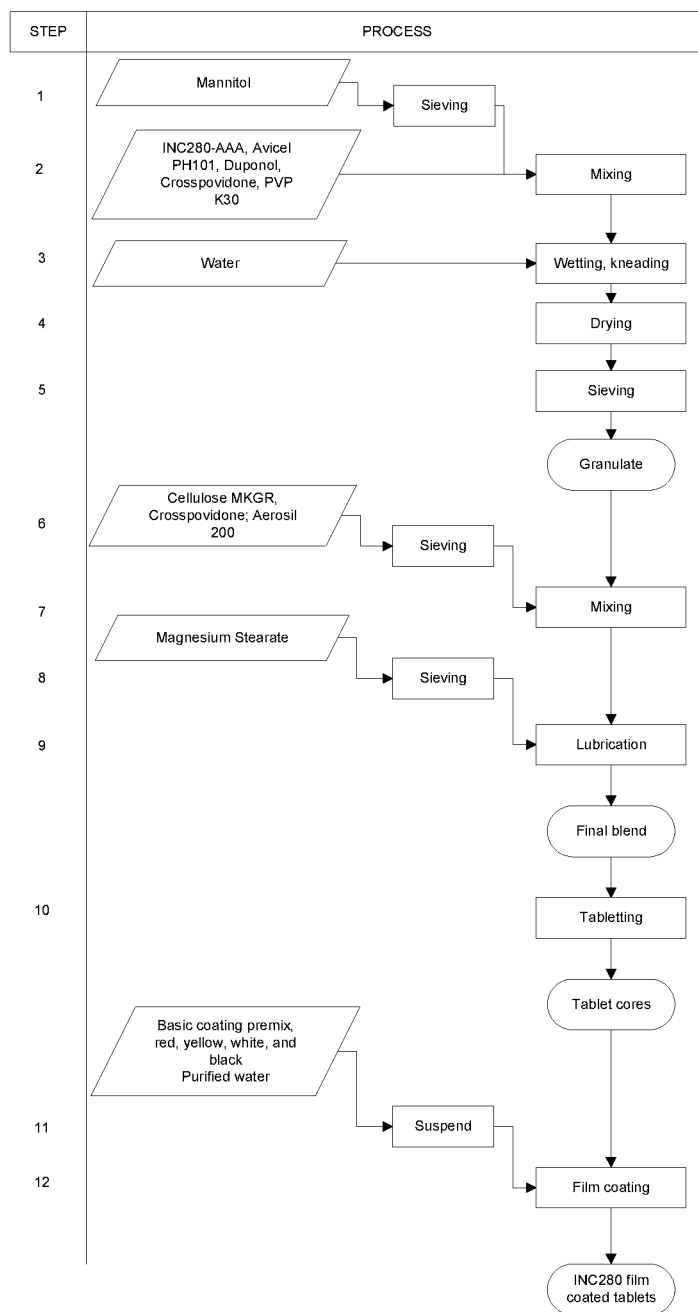 STEP
PROCESS
1
Mannitol
Sieving
2
INC280-AAA, Avicel
PH101, Duponol,
Crosspovidone, PVP
K30
Mixing
3
Water
Wetting, kneading
4
Drying
5
Sieving
Granulate
6
Cellulose MKGR,
Crosspovidone; Aerosil
200
Sieving
7
Mixing
Magnesium Stearate
8
Sieving
9
Lubrication
Final blend
10
Tabletting
Tablet cores
Basic coating premix,
red, yellow, white, and
black
Purified water
11
Suspend
12
Film coating
INC280 film
coated tablets